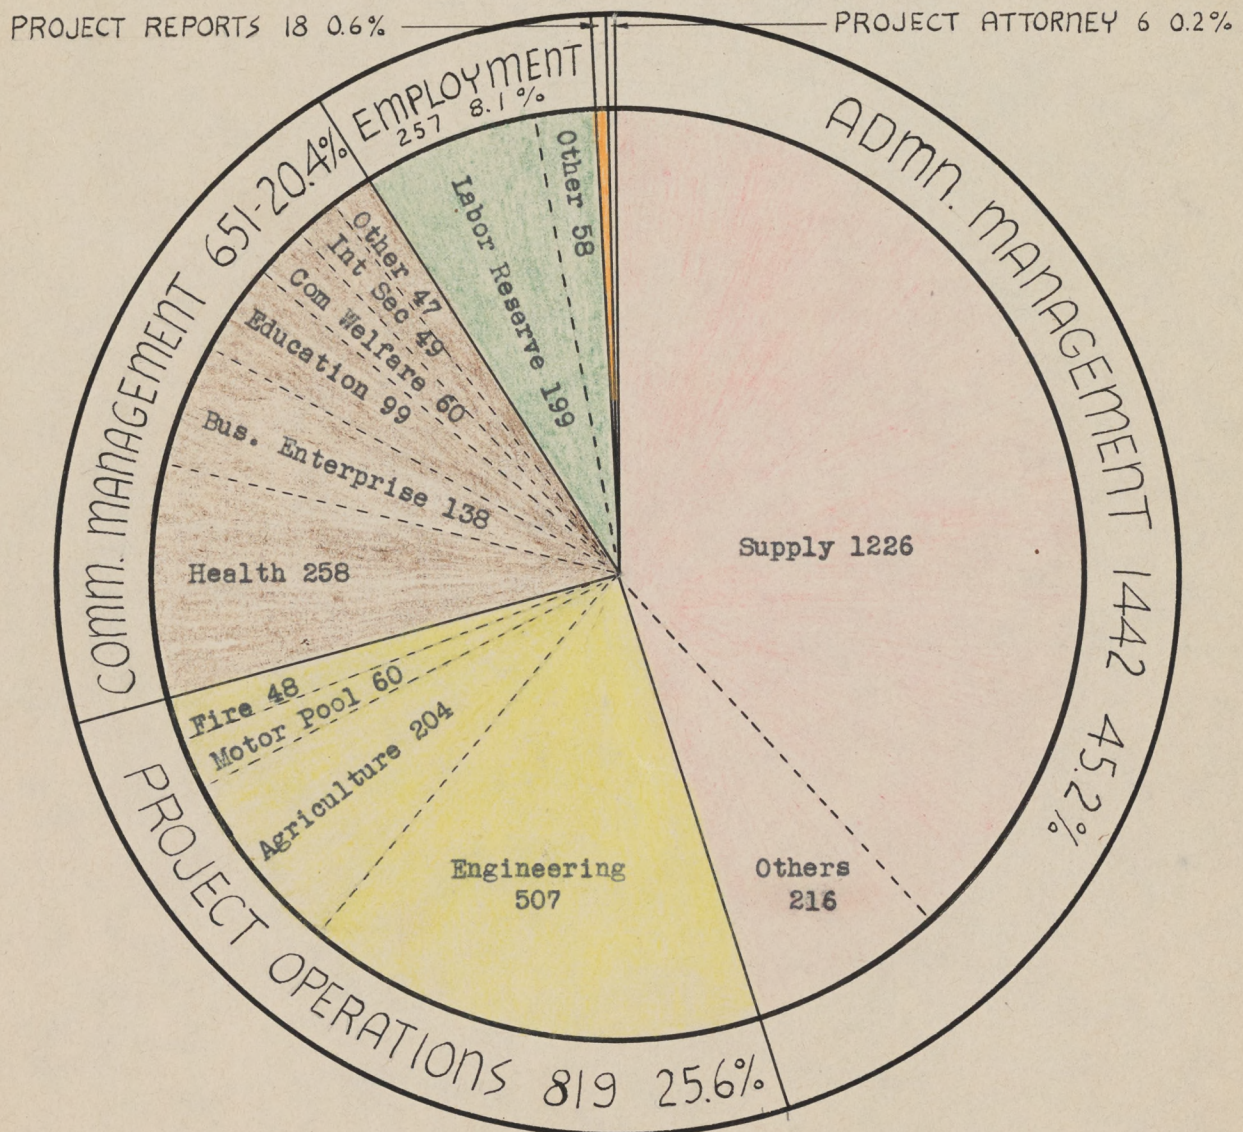 PROJECT REPORTS 18 0.6%
PROJECT ATTORNEY 6 0.2%
EMPLOYMENT
257 8.1%
ADMN. MANAGEMENT 1442 45.2%
COMM. MANAGEMENT 651-20.4%
PROJECT OPERATIONS 819 25.6%
Other 58
Labor Reserve 199
Other 47
Int Sec 49
Com Welfare 60
Education 99
Bus. Enterprise 138
Health 258
Supply 1226
Fire 48
Motor Pool 60
Agriculture 204
Engineering
507
Others
216